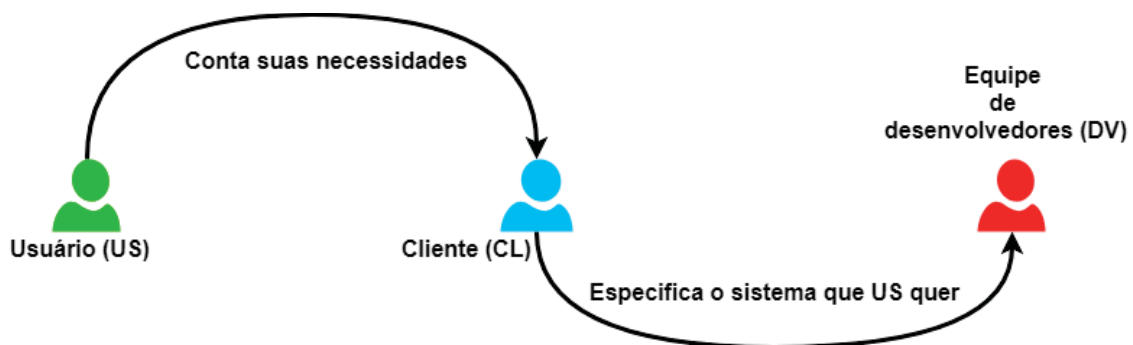 Conta suas necessidades
Equipe
de
desenvolvedores (DV)
Usuário (US)
Cliente (CL)
Especifica o sistema que US quer